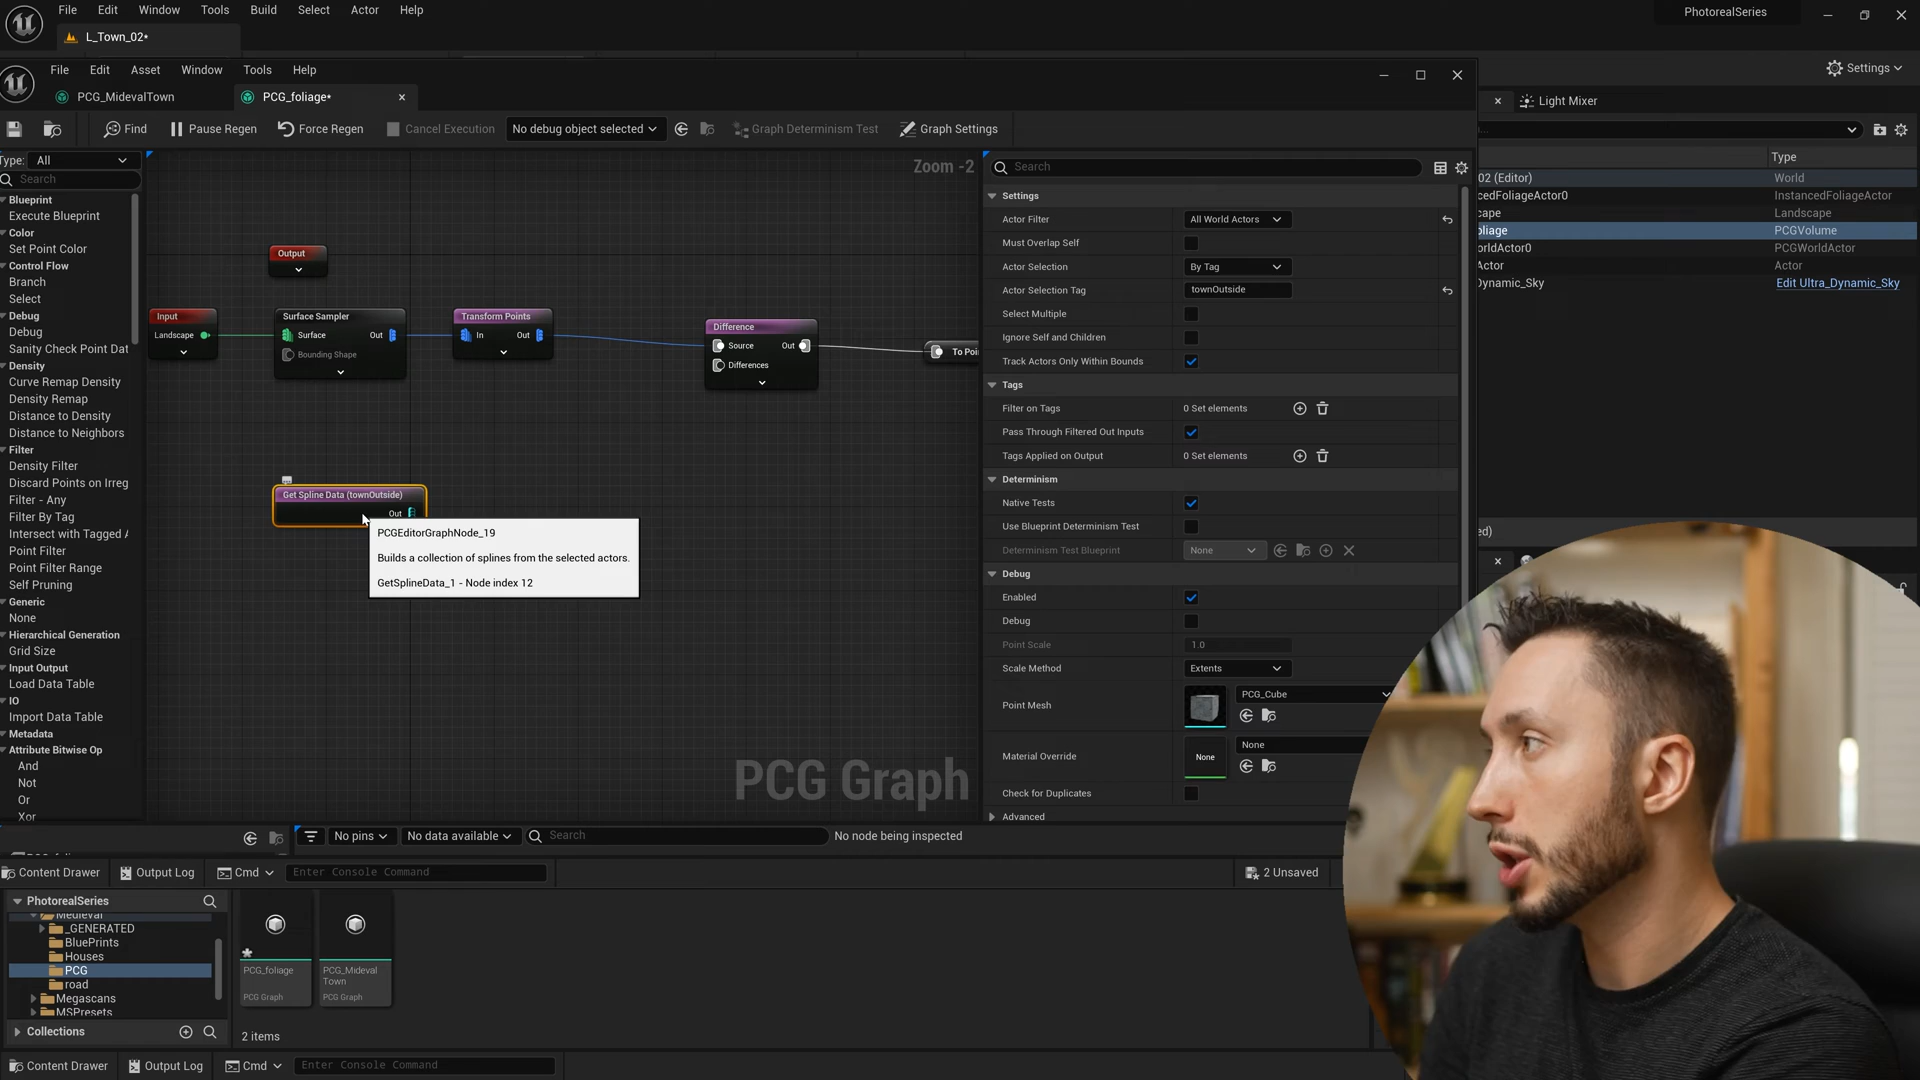 File Edit Window Tools Build Select Actor Help
PhotorealSeries
L_Town_02*
File Edit Asset Window Tools Help
Settings
PCG_MidevalTown
PCG_foliage*
Light Mixer
Find Pause Regen Force Regen Cancel Execution No debug object selected Graph Determinism Test Graph Settings
Type: All
Search
Blueprint
Execute Blueprint
Color
Set Point Color
Control Flow
Branch
Select
Debug
Debug
Sanity Check Point Dat
Density
Curve Remap Density
Density Remap
Distance to Density
Distance to Neighbors
Filter
Density Filter
Discard Points on Irreg
Filter - Any
Filter By Tag
Intersect with Tagged A
Point Filter
Point Filter Range
Self Pruning
Generic
None
Hierarchical Generation
Grid Size
Input Output
Load Data Table
IO
Import Data Table
Metadata
Attribute Bitwise Op
And
Not
Or
Xor
Zoom -2
Output
Input
Landscape
Surface Sampler
Surface Out
Bounding Shape
Transform Points
In Out
Difference
Source Out
Differences
To Poi
Get Spline Data (townOutside)
Out
PCGEditorGraphNode_19
Builds a collection of splines from the selected actors.
GetSplineData_1 - Node index 12
PCG Graph
Search
Settings
Actor Filter All World Actors
Must Overlap Self
Actor Selection By Tag
Actor Selection Tag townOutside
Select Multiple
Ignore Self and Children
Track Actors Only Within Bounds
Tags
Filter on Tags 0 Set elements
Pass Through Filtered Out Inputs
Tags Applied on Output 0 Set elements
Determinism
Native Tests
Use Blueprint Determinism Test
Determinism Test Blueprint None
Debug
Enabled
Debug
Point Scale 1.0
Scale Method Extents
Point Mesh PCG_Cube
Material Override None None
Check for Duplicates
Advanced
Type
02 (Editor) World
cedFoliageActor0 InstancedFoliageActor
cape Landscape
oliage PCGVolume
orldActor0 PCGWorldActor
Actor Actor
Dynamic_Sky Edit Ultra_Dynamic_Sky
ed)
No pins No data available Search No node being inspected
Content Drawer Output Log Cmd Enter Console Command 2 Unsaved
PhotorealSeries
Medieval
_GENERATED
BluePrints
Houses
PCG
road
Megascans
MSPresets
Collections
PCG_foliage
PCG Graph
PCG_Mideval
Town
PCG Graph
2 items
Content Drawer Output Log Cmd Enter Console Command